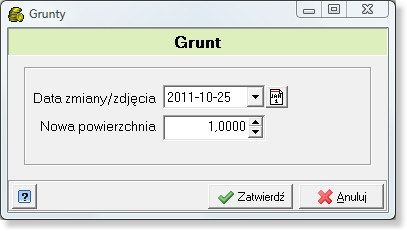 Grunty
Grunt
Data zmiany/zdjęcia 2011-10-25
Nowa powierzchnia 1,0000
? Zatwierdź Anuluj